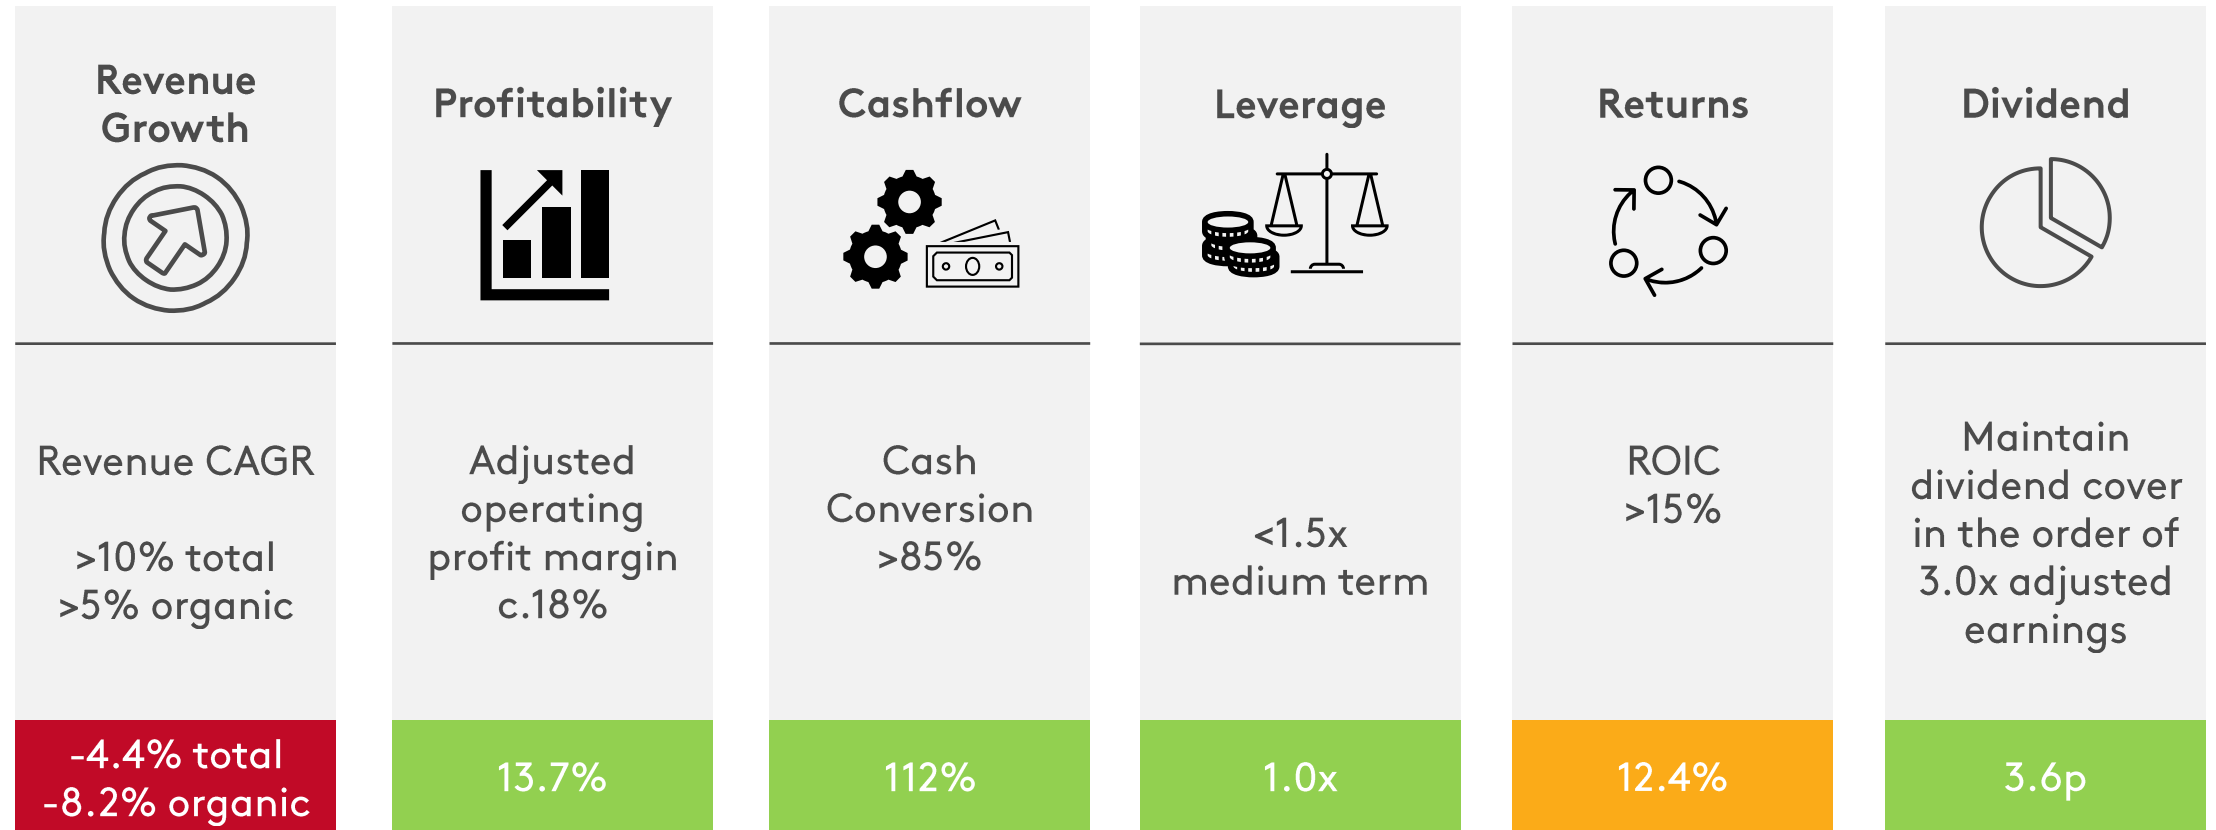 Revenue
Growth
Revenue CAGR
>10% total
>5% organic
-4.4% total
-8.2% organic
Profitability
Adjusted
operating
profit margin
c.18%
13.7%
Cashflow
Cash
Conversion
>85%
112%
Leverage
<1.5x
medium term
1.0x
Returns
ROIC
>15%
12.4%
Dividend
Maintain
dividend cover
in the order of
3.0x adjusted
earnings
3.6p